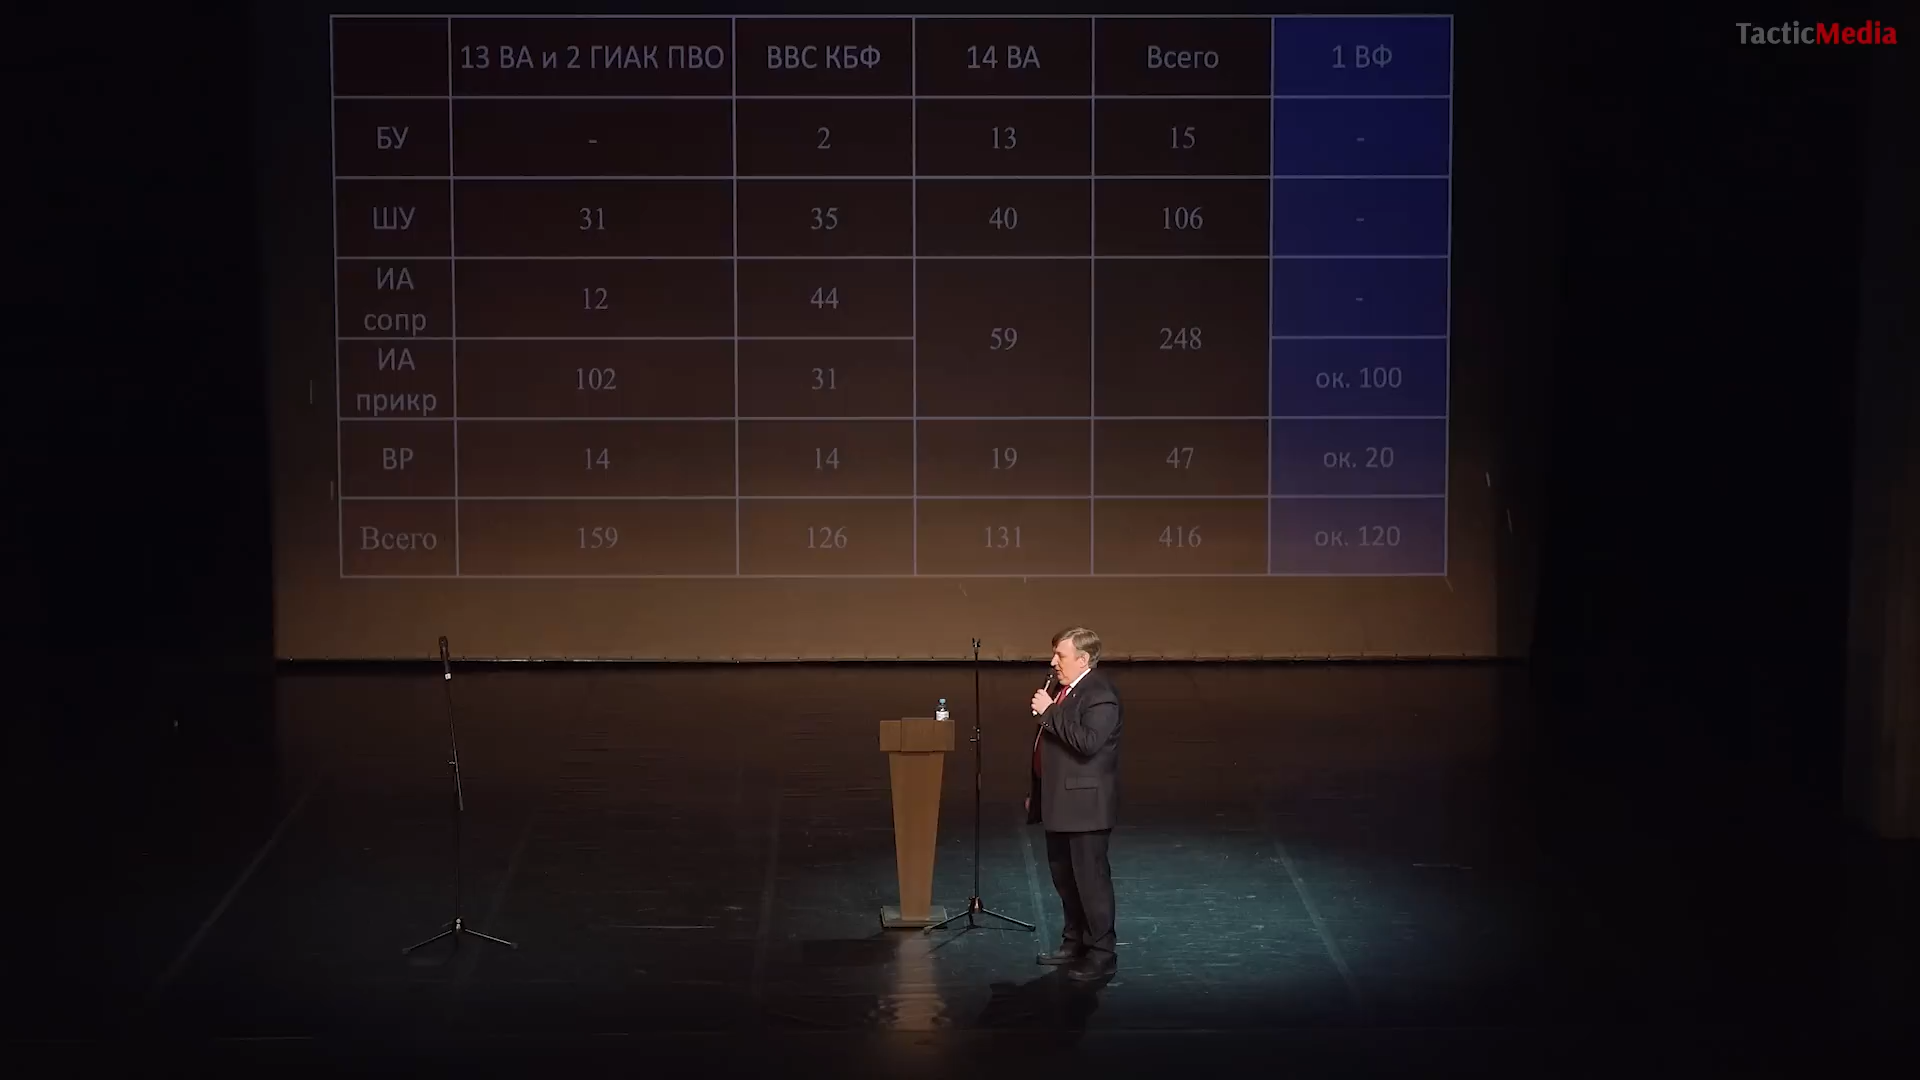 TacticMedia
13 ВА и 2 ГИАК ПВО ВВС КБФ 14 ВА Всего 1 ВФ
БУ - 2 13 15 -
ШУ 31 35 40 106 -
ИА сопр 12 44 59 248 -
ИА прикр 102 31 ок. 100
ВР 14 14 19 47 ок. 20
Всего 159 126 131 416 ок. 120